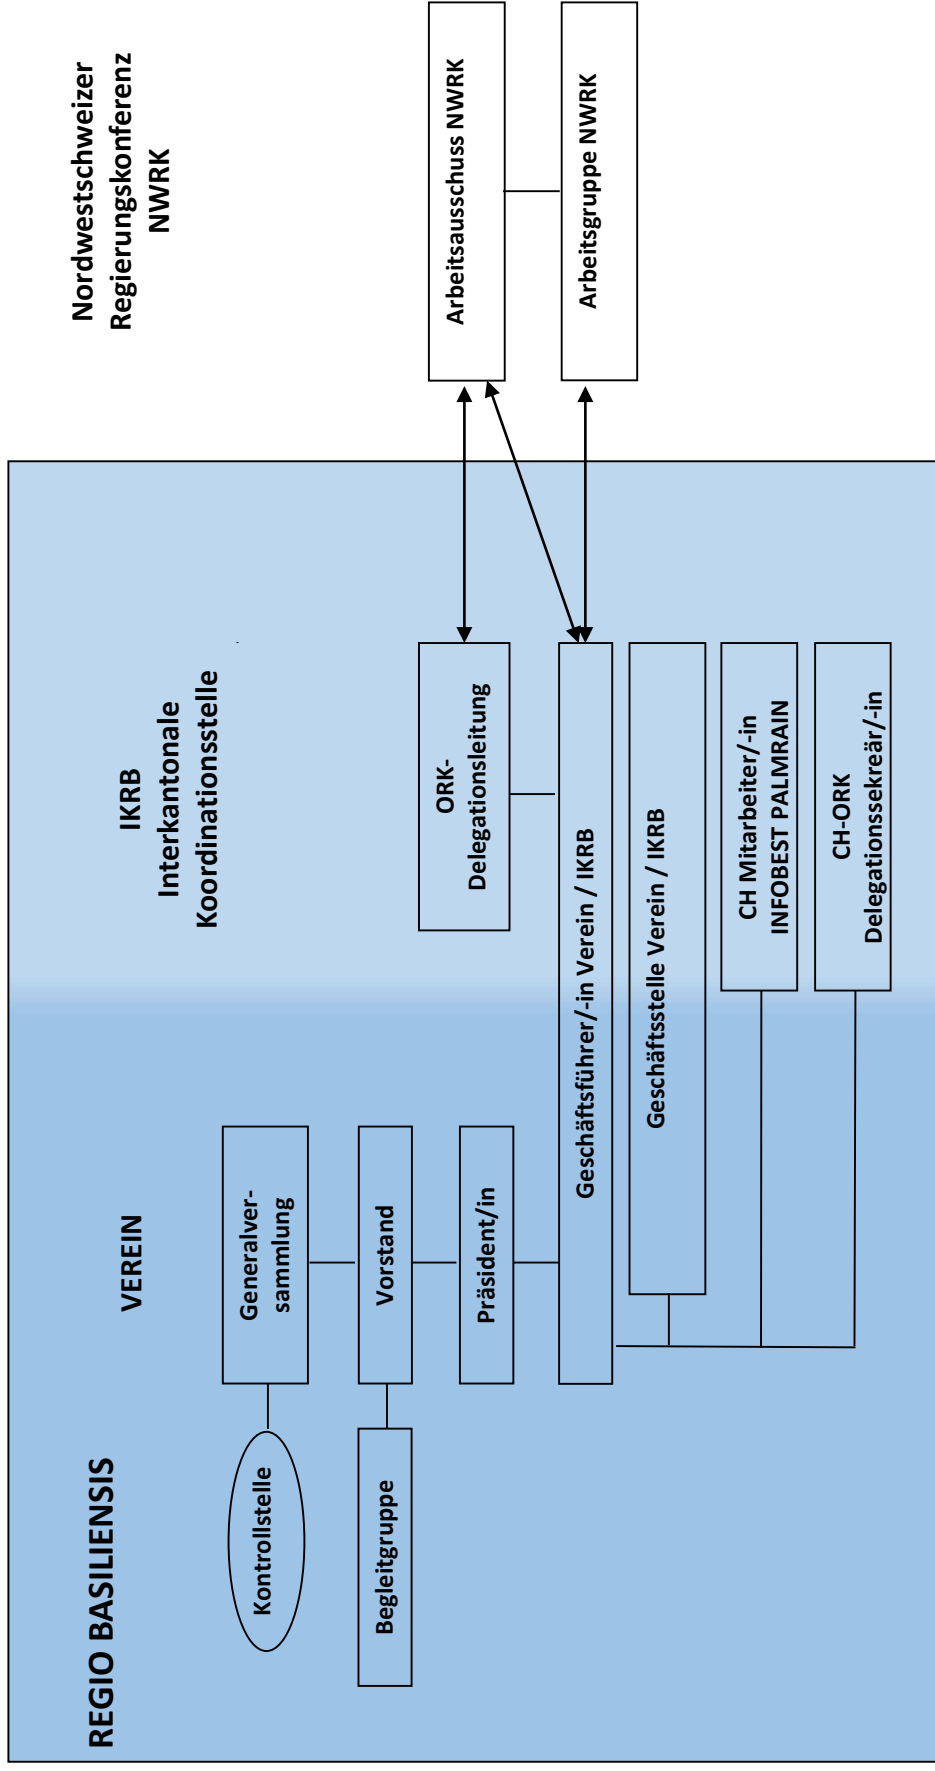 REGIO BASILIENSIS
VEREIN
IKRB
Interkantonale
Koordinationsstelle
Nordwestschweizer
Regierungskonferenz
NWRK
Kontrollstelle
Generalver-
sammlung
Begleitgruppe
Vorstand
Präsident/in
ORK-
Delegationsleitung
Arbeitsausschuss NWRK
Geschäftsführer/-in Verein / IKRB
Arbeitsgruppe NWRK
Geschäftsstelle Verein / IKRB
CH Mitarbeiter/-in
INFOBEST PALMRAIN
CH-ORK
Delegationssekreär/-in